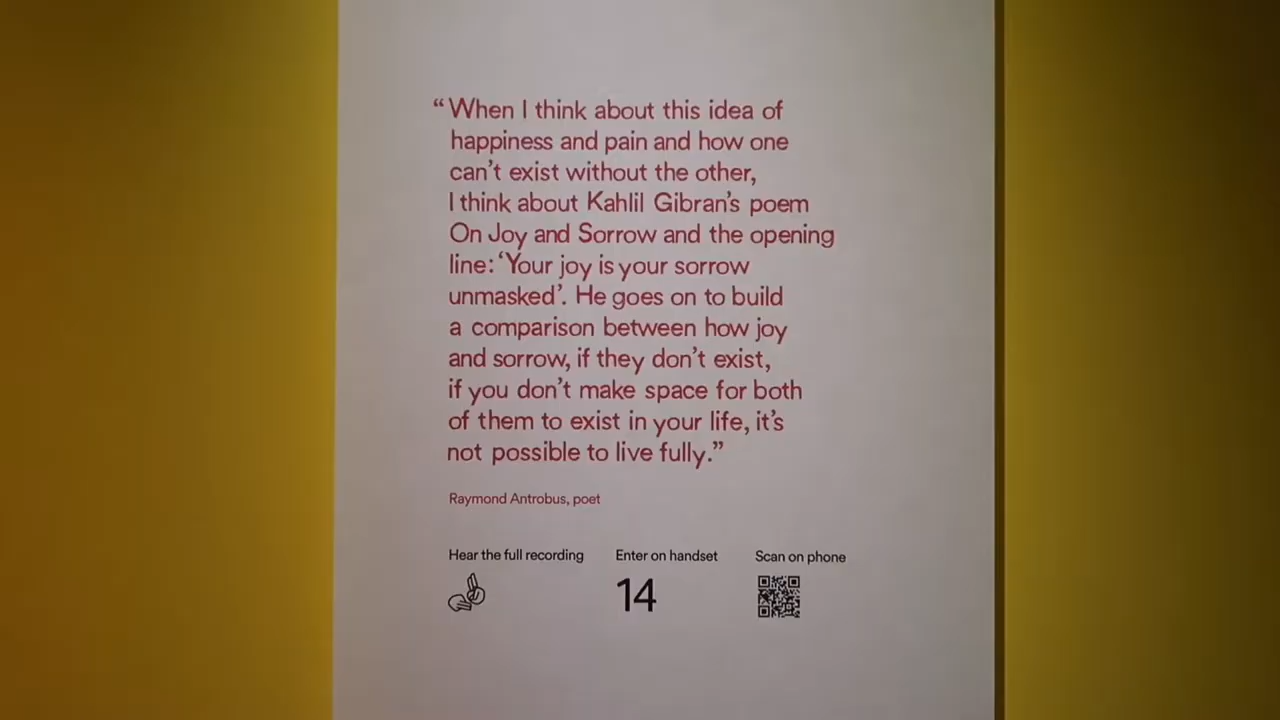 “When I think about this idea of
happiness and pain and how one
can’t exist without the other,
I think about Kahlil Gibran’s poem
On Joy and Sorrow and the opening
line: ‘Your joy is your sorrow
unmasked’. He goes on to build
a comparison between how joy
and sorrow, if they don’t exist,
if you don’t make space for both
of them to exist in your life, it’s
not possible to live fully.”
Raymond Antrobus, poet
Hear the full recording
Enter on handset
Scan on phone
14